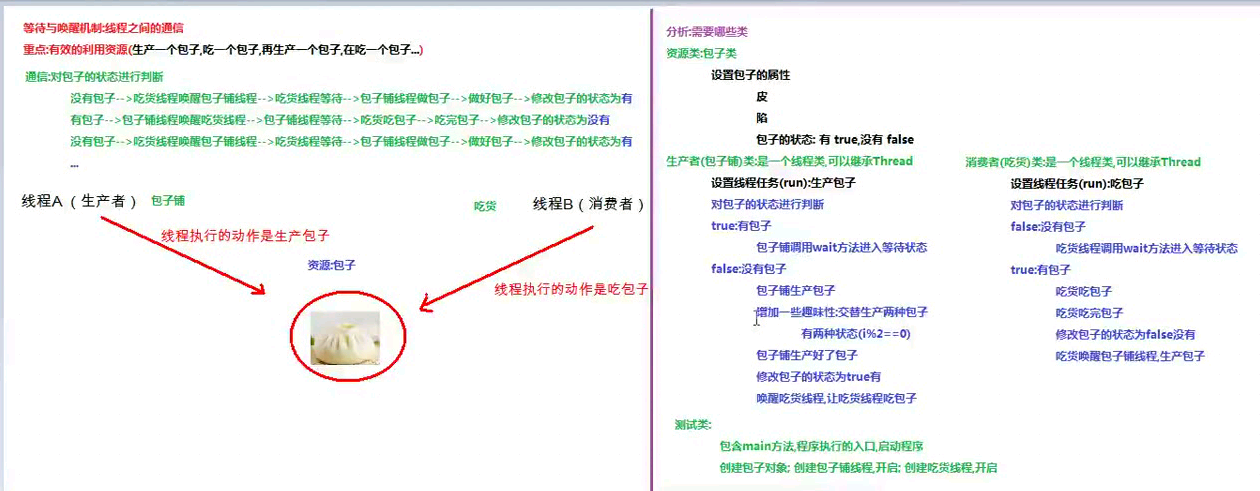 等待与唤醒机制:线程之间的通信
重点:有效的利用资源(生产一个包子,吃一个包子,再生产一个包子,在吃一个包子...)
通信:对包子的状态进行判断
没有包子-->吃货线程唤醒包子铺线程-->吃货线程等待-->包子铺线程做包子-->做好包子-->修改包子的状态为有
有包子-->包子铺线程唤醒吃货线程-->包子铺线程等待-->吃货吃包子-->吃完包子-->修改包子的状态为没有
没有包子-->吃货线程唤醒包子铺线程-->吃货线程等待-->包子铺线程做包子-->做好包子-->修改包子的状态为有
...
线程A（生产者） 包子铺
吃货 线程B（消费者）
线程执行的动作是生产包子
资源:包子
线程执行的动作是吃包子
分析:需要哪些类
资源类:包子类
设置包子的属性
皮
陷
包子的状态: 有 true,没有 false
生产者(包子铺)类:是一个线程类,可以继承Thread
设置线程任务(run):生产包子
对包子的状态进行判断
true:有包子
包子铺调用wait方法进入等待状态
false:没有包子
包子铺生产包子
增加一些趣味性:交替生产两种包子
有两种状态(i%2==0)
包子铺生产好了包子
修改包子的状态为true有
唤醒吃货线程,让吃货线程吃包子
消费者(吃货)类:是一个线程类,可以继承Thread
设置线程任务(run):吃包子
对包子的状态进行判断
false:没有包子
吃货线程调用wait方法进入等待状态
true:有包子
吃货吃包子
吃货吃完包子
修改包子的状态为false没有
吃货唤醒包子铺线程,生产包子
测试类:
包含main方法,程序执行的入口,启动程序
创建包子对象; 创建包子铺线程,开启; 创建吃货线程,开启